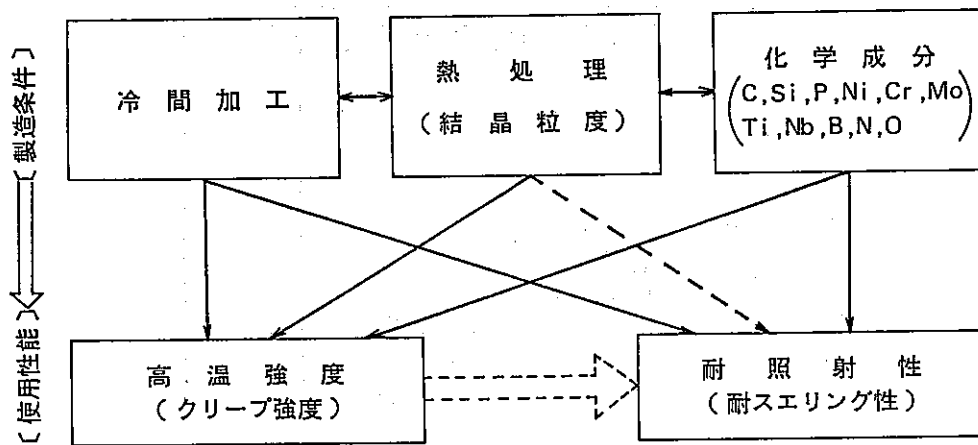 〔製造条件〕
冷間加工
熱処理
(結晶粒度)
化学成分
(C,Si,P,Ni,Cr,Mo
Ti,Nb,B,N,O)
〔使用性能〕
高温強度
(クリープ強度)
耐照射性
(耐スエリング性)